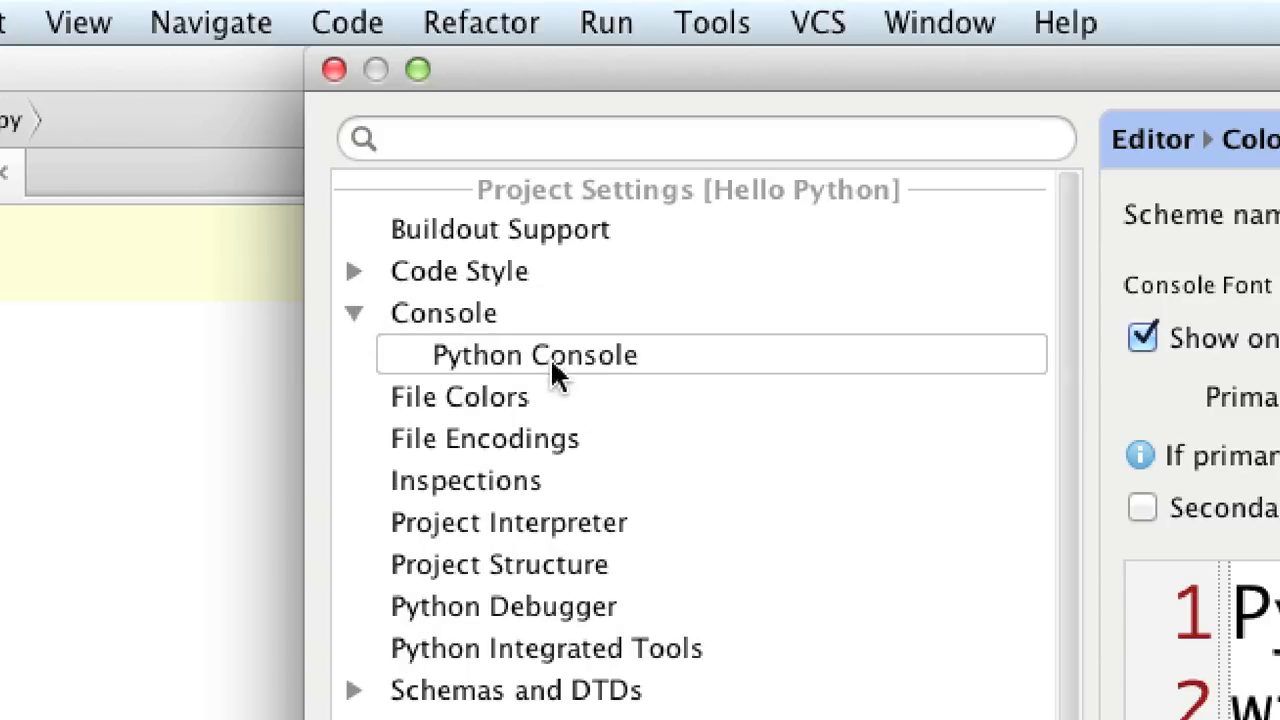 View Navigate Code Refactor Run Tools VCS Window Help
py
Editor Colo
Project Settings [Hello Python]
Buildout Support
Scheme nam
Code Style
Console Font
Console
Show on
Python Console
File Colors
Prima
File Encodings
If primar
Inspections
Seconda
Project Interpreter
Project Structure
Python Debugger
1 Py
Python Integrated Tools
Schemas and DTDs
2